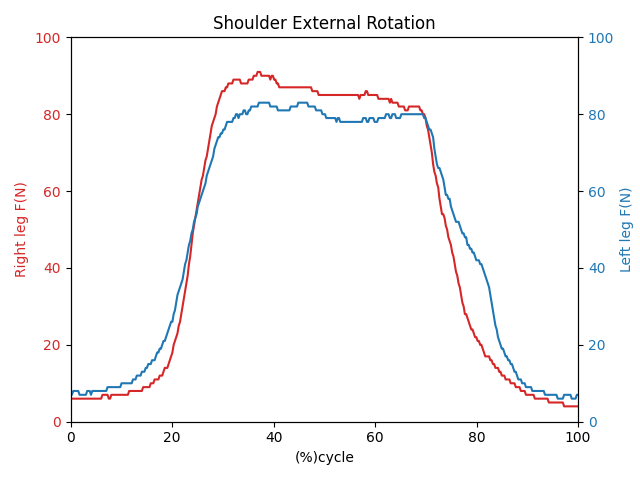 Shoulder External Rotation
100
80
60
40
20
0
Right leg F(N)
100
80
60
40
20
0
Left leg F(N)
0 20 40 60 80 100
(%)cycle